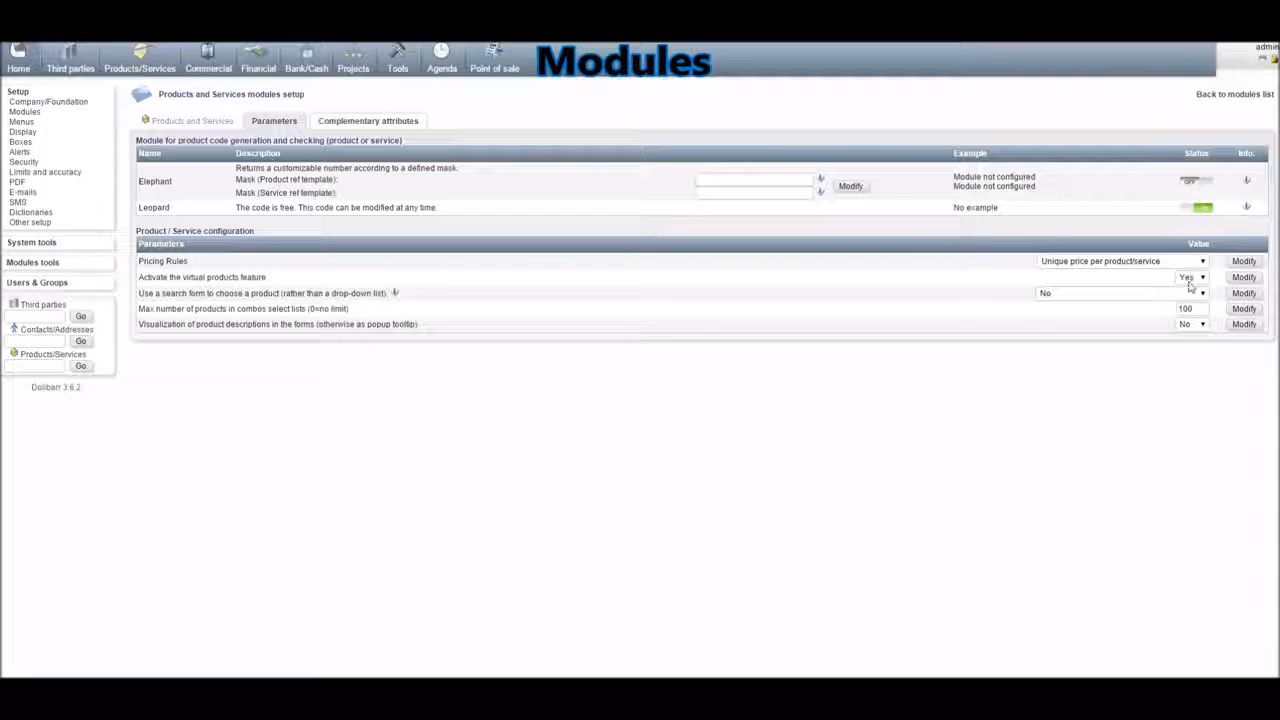 Modules
admin
Home Third parties Products/Services Commercial Financial Bank/Cash Projects Tools Agenda Point of sale
Setup
Company/Foundation
Modules
Menus
Display
Boxes
Alerts
Security
Limits and accuracy
PDF
E-mails
SMS
Dictionaries
Other setup
System tools
Modules tools
Users & Groups
Third parties
Go
Contacts/Addresses
Go
Products/Services
Go
Dolibarr 3.6.2
Products and Services modules setup Back to modules list
Products and Services Parameters Complementary attributes
Module for product code generation and checking (product or service)
Name Description Example Status Info.
Elephant
Returns a customizable number according to a defined mask.
Mask (Product ref template):
Mask (Service ref template)
Modify
Module not configured
Module not configured
OFF
Leopard The code is free. This code can be modified at any time. No example
Product / Service configuration
Parameters Value
Pricing Rules Unique price per product/service Modify
Activate the virtual products feature Yes Modify
Use a search form to choose a product (rather than a drop-down list). No Modify
Max number of products in combos select lists (0=no limit) 100 Modify
Visualization of product descriptions in the forms (otherwise as popup tooltip) No Modify